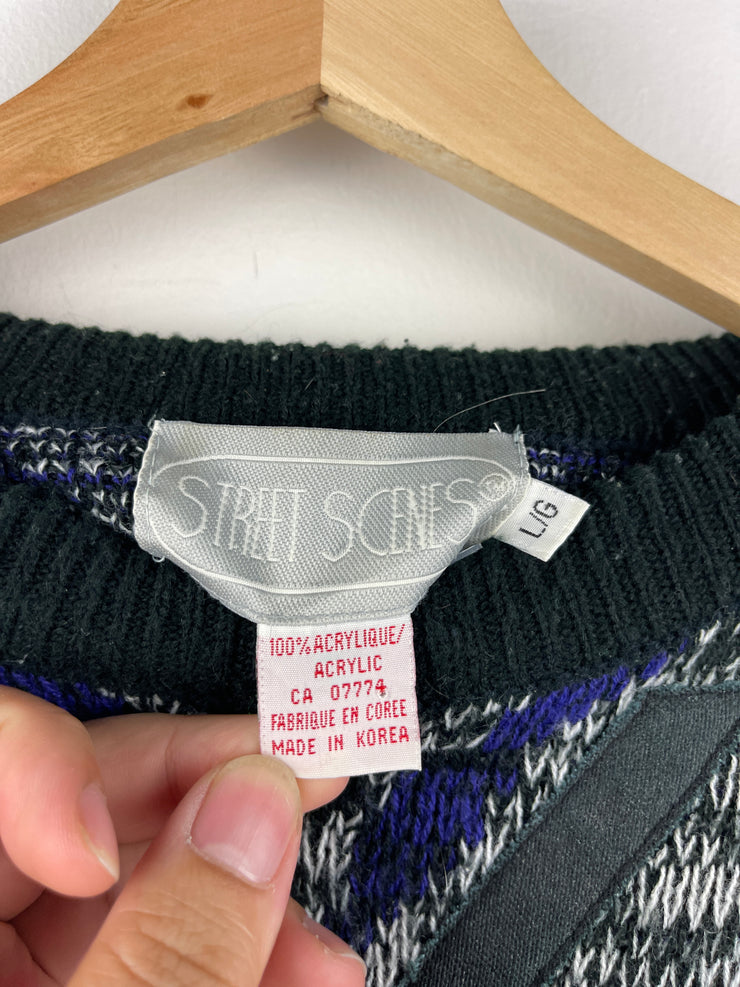 STREET SCENES®
L/G
100% ACRYLIQUE/
ACRYLIC
CA 07774
FABRIQUE EN COREE
MADE IN KOREA